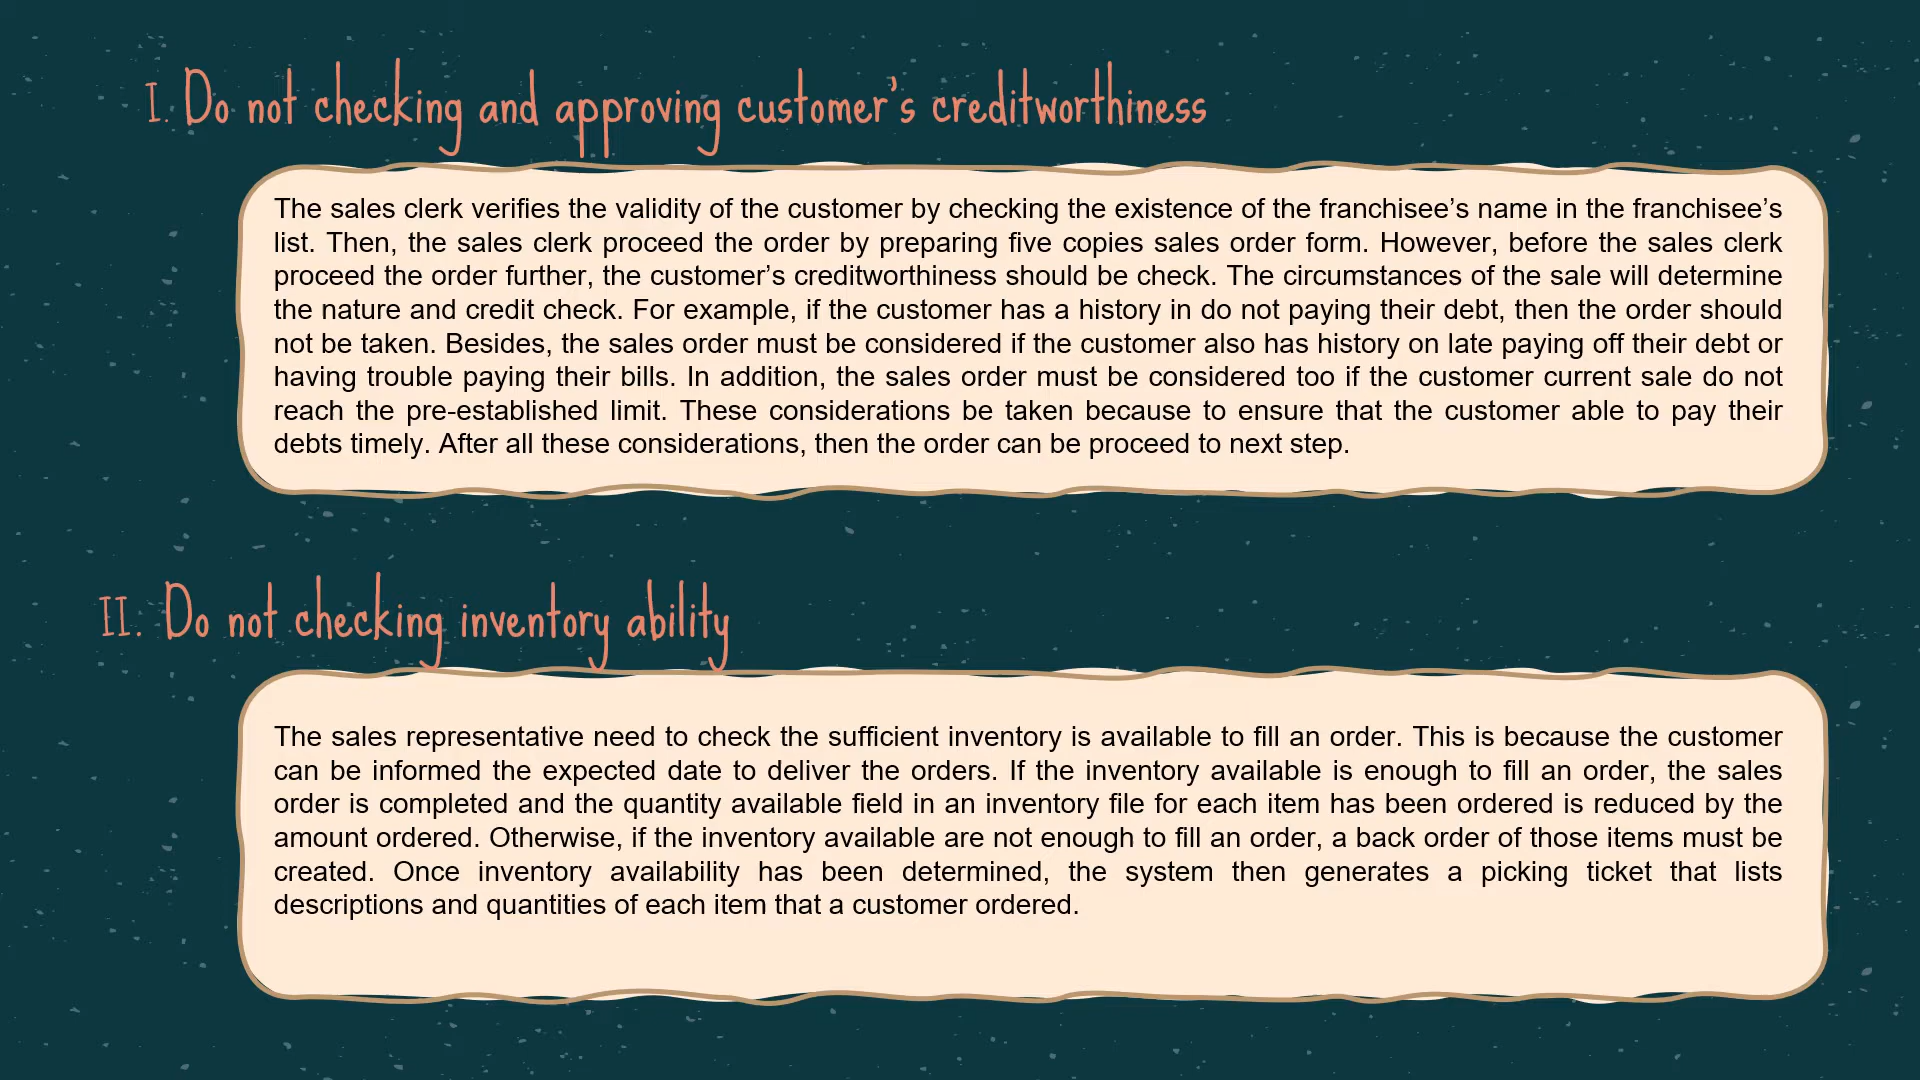 I. Do not checking and approving customer’s creditworthiness
The sales clerk verifies the validity of the customer by checking the existence of the franchisee’s name in the franchisee’s
list. Then, the sales clerk proceed the order by preparing five copies sales order form. However, before the sales clerk
proceed the order further, the customer’s creditworthiness should be check. The circumstances of the sale will determine
the nature and credit check. For example, if the customer has a history in do not paying their debt, then the order should
not be taken. Besides, the sales order must be considered if the customer also has history on late paying off their debt or
having trouble paying their bills. In addition, the sales order must be considered too if the customer current sale do not
reach the pre-established limit. These considerations be taken because to ensure that the customer able to pay their
debts timely. After all these considerations, then the order can be proceed to next step.
II. Do not checking inventory ability
The sales representative need to check the sufficient inventory is available to fill an order. This is because the customer
can be informed the expected date to deliver the orders. If the inventory available is enough to fill an order, the sales
order is completed and the quantity available field in an inventory file for each item has been ordered is reduced by the
amount ordered. Otherwise, if the inventory available are not enough to fill an order, a back order of those items must be
created. Once inventory availability has been determined, the system then generates a picking ticket that lists
descriptions and quantities of each item that a customer ordered.